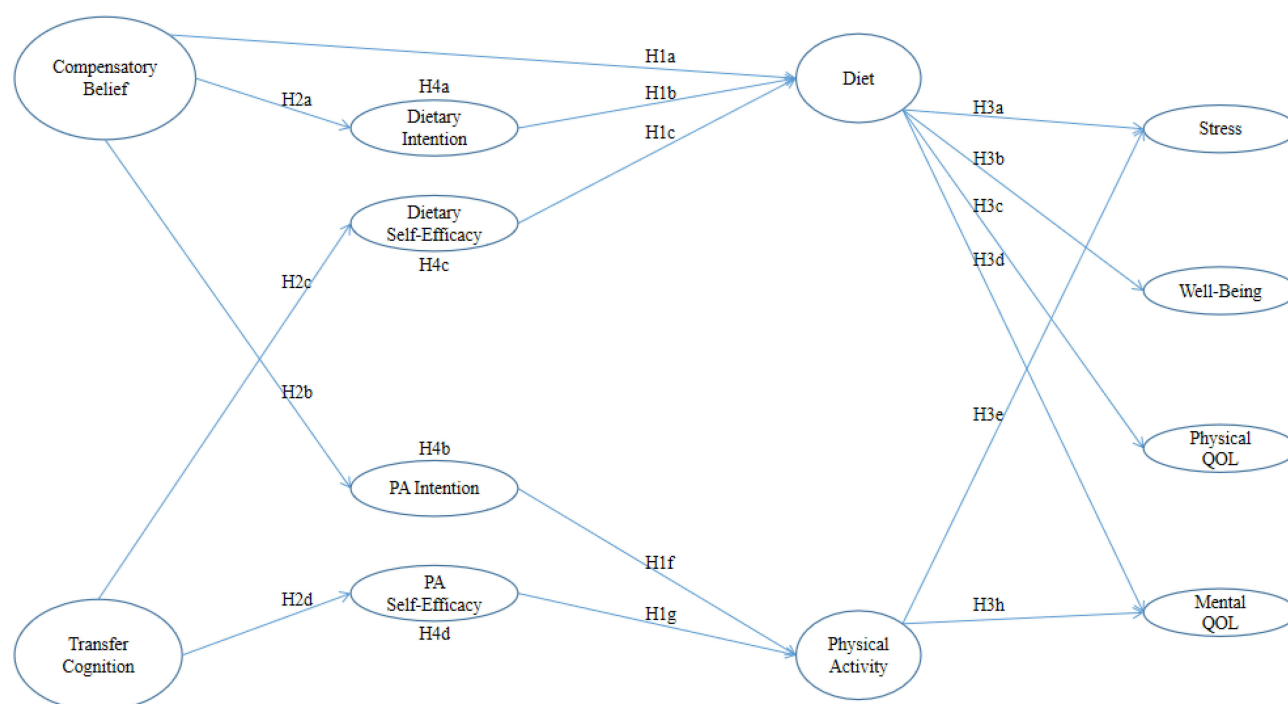 Compensatory
Belief
H1a
Diet
H2a
H4a
H1b
H3a
Dietary
Intention
H1c
Stress
H3b
H3c
Dietary
Self-Efficacy
H4c
H3d
H2c
Well-Being
H2b
H3e
H4b
PA Intention
Physical
QOL
H1f
PA
Self-Efficacy
H4d
H2d
H1g
H3h
Mental
QOL
Transfer
Cognition
Physical
Activity